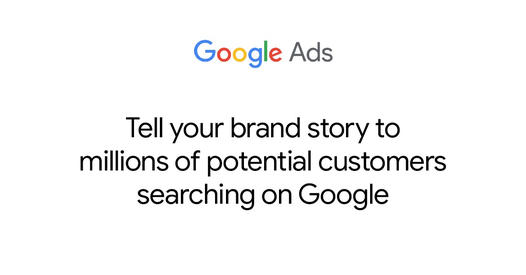 Google Ads
Tell your brand story to
millions of potential customers
searching on Google